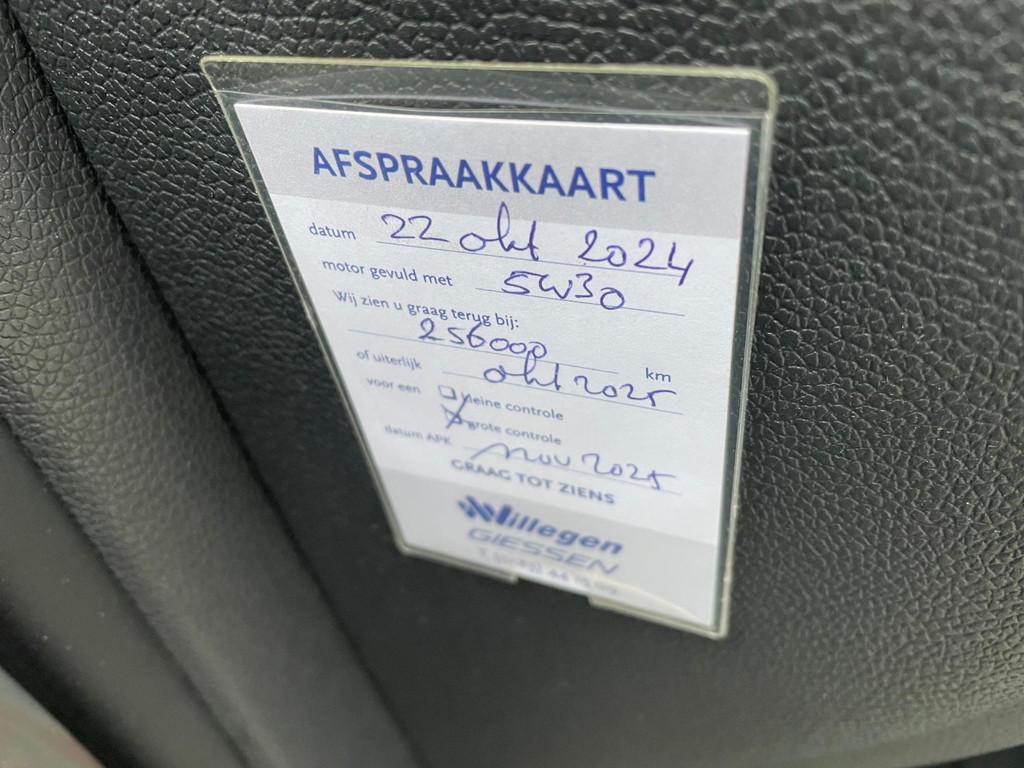 AFSPRAAKKAART
datum 22 okt 2024
motor gevuld met 5W30
Wij zien u graag terug bij:
256000 km
of uiterlijk okt 2025
voor een kleine controle
grote controle
datum APK nov 2025
GRAAG TOT ZIENS
Willegen
GIESSEN